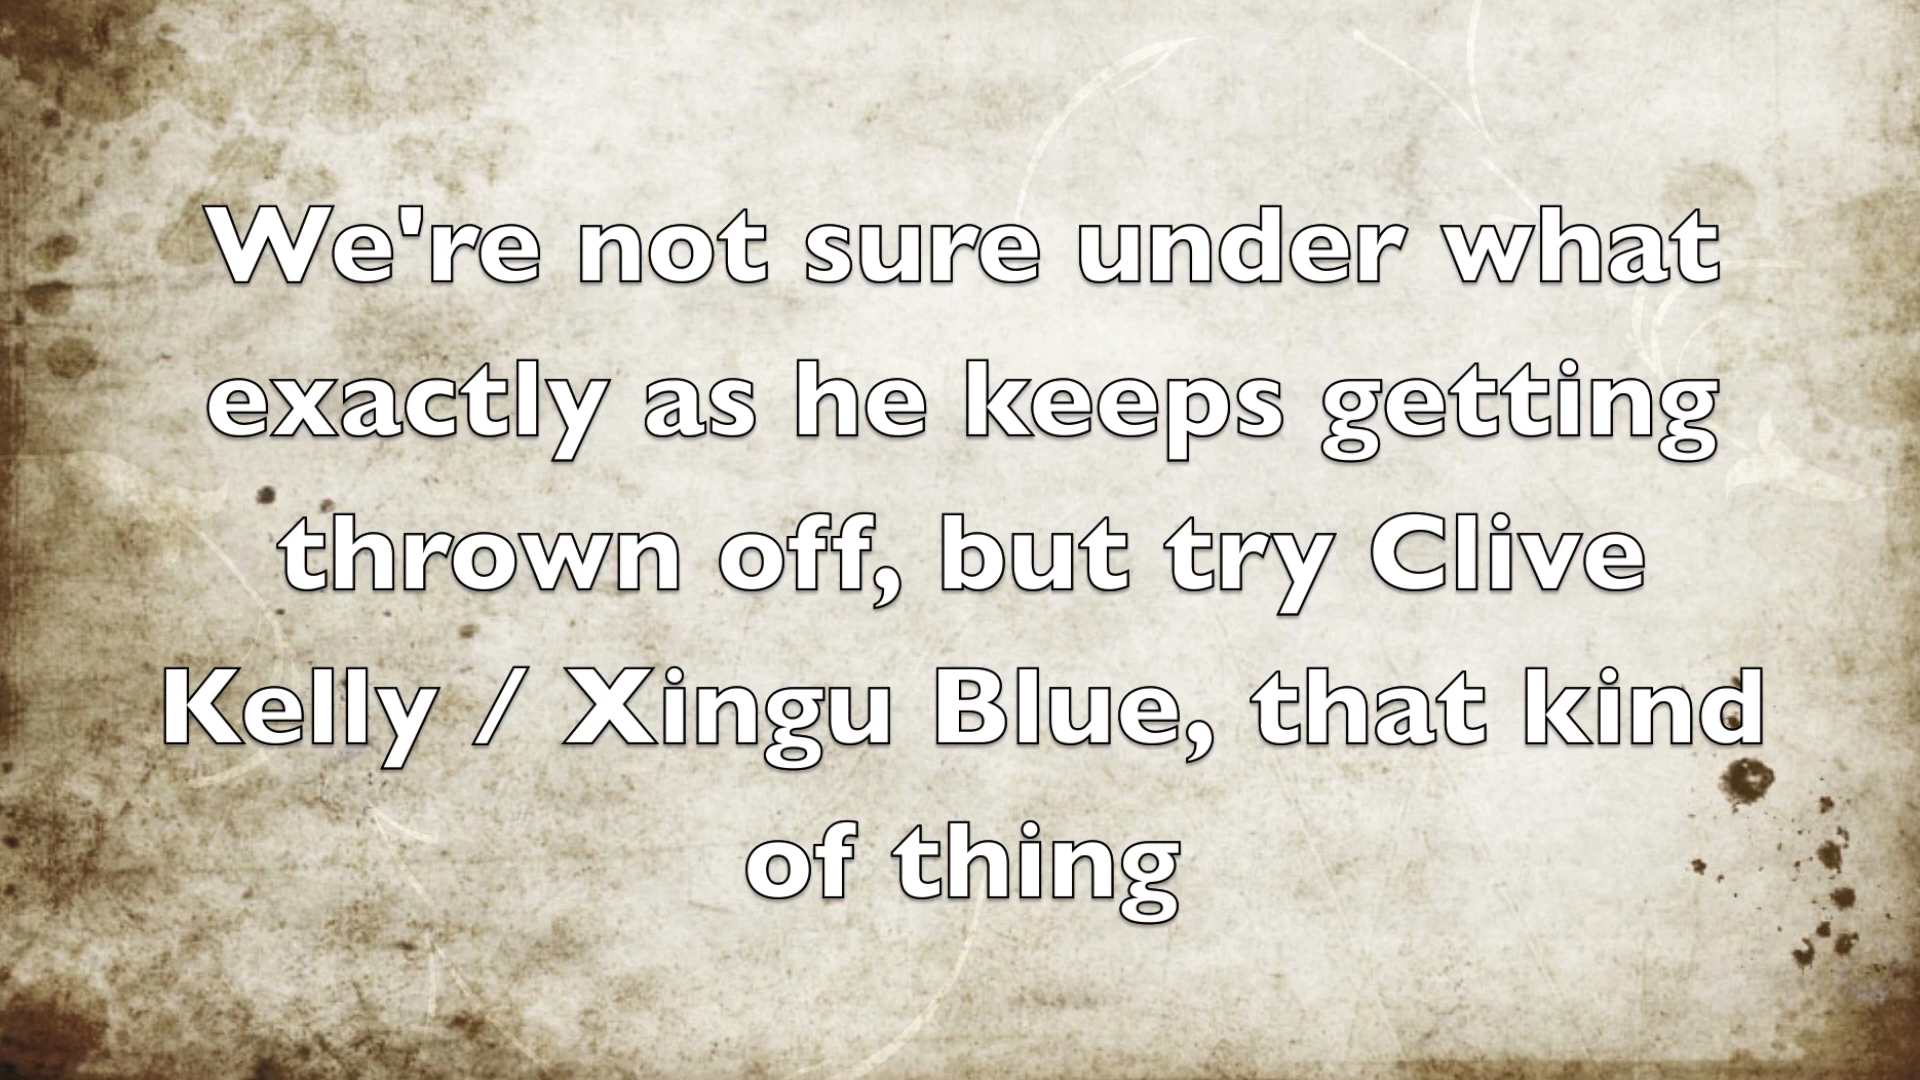 We're not sure under what
exactly as he keeps getting
thrown off, but try Clive
Kelly / Xingu Blue, that kind
of thing